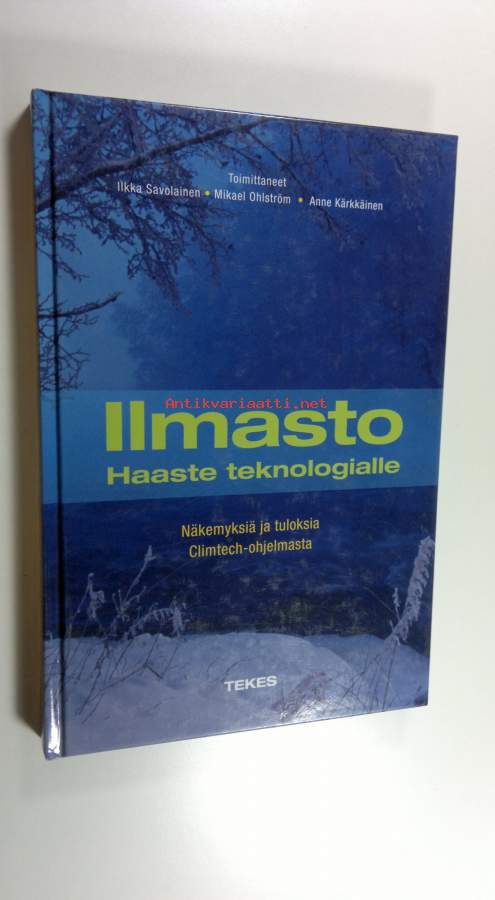 Toimittaneet
Ilkka Savolainen • Mikael Ohlström • Anne Kärkkäinen
Antikvariaatti.net
Ilmasto
Haaste teknologialle
Näkemyksiä ja tuloksia
Climtech-ohjelmasta
TEKES